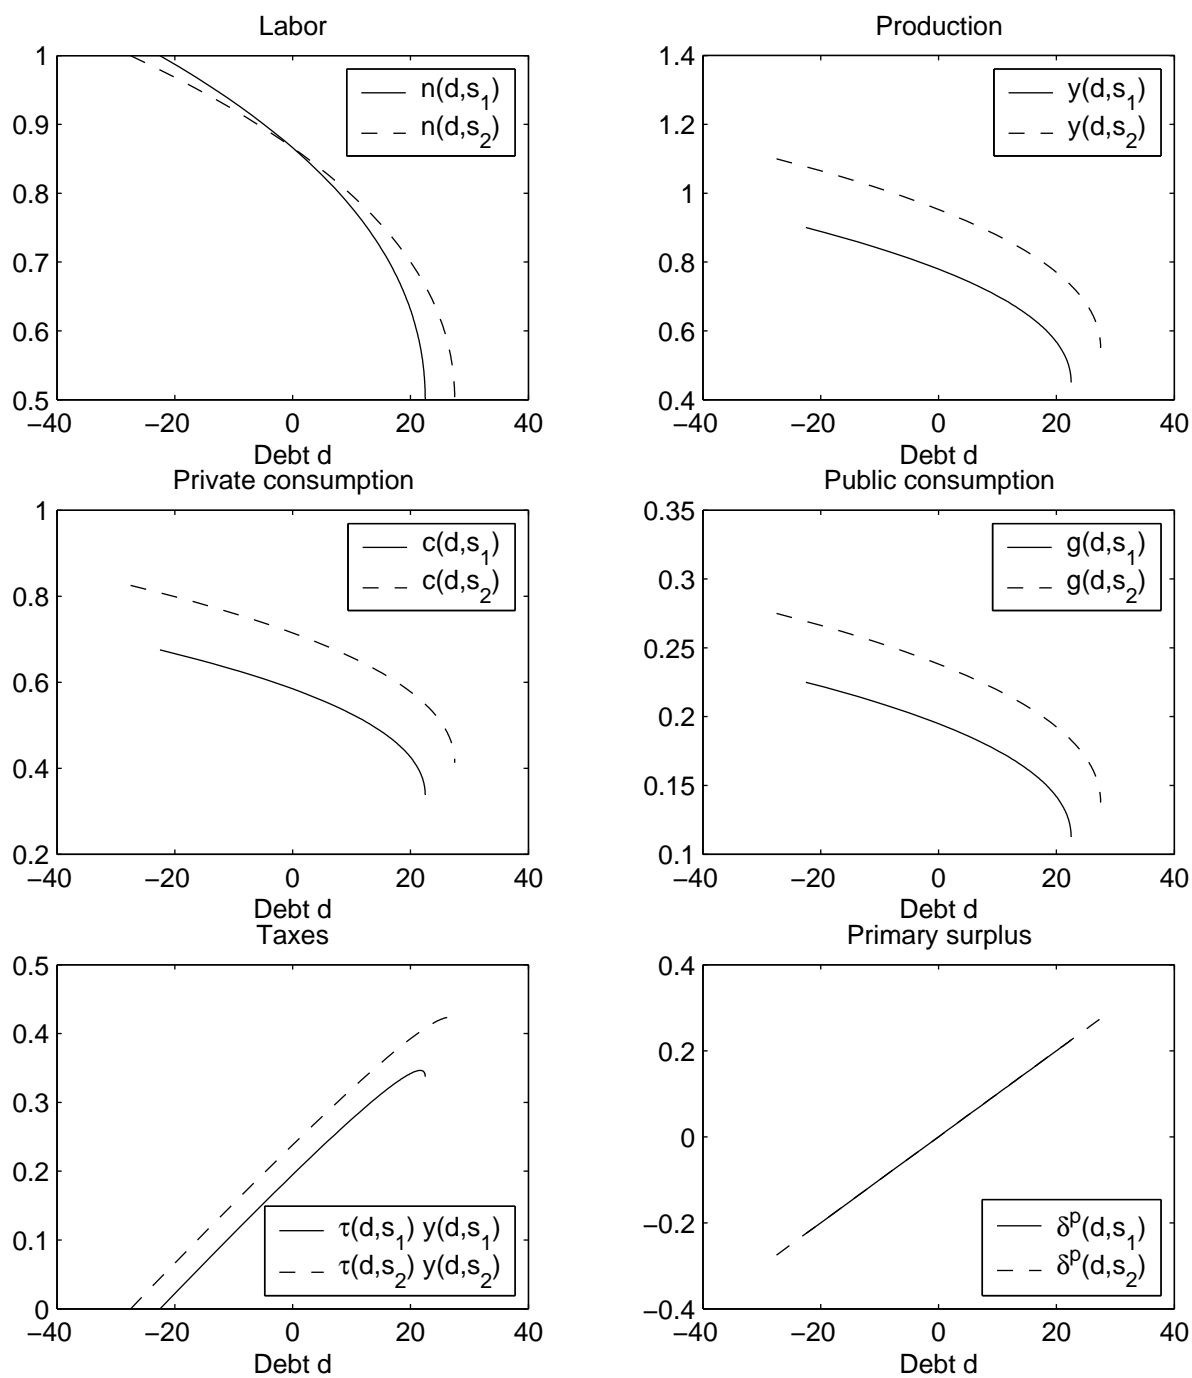 Labor
1
0.9
0.8
0.7
0.6
0.5
−40 −20 0 20 40
Debt d
n(d,s1)
n(d,s2)
Production
1.4
1.2
1
0.8
0.6
0.4
−40 −20 0 20 40
Debt d
y(d,s1)
y(d,s2)
Private consumption
1
0.8
0.6
0.4
0.2
−40 −20 0 20 40
Debt d
c(d,s1)
c(d,s2)
Public consumption
0.35
0.3
0.25
0.2
0.15
0.1
−40 −20 0 20 40
Debt d
g(d,s1)
g(d,s2)
Taxes
0.5
0.4
0.3
0.2
0.1
0
−40 −20 0 20 40
Debt d
τ(d,s1) y(d,s1)
τ(d,s2) y(d,s2)
Primary surplus
0.4
0.2
0
−0.2
−0.4
−40 −20 0 20 40
Debt d
δp(d,s1)
δp(d,s2)